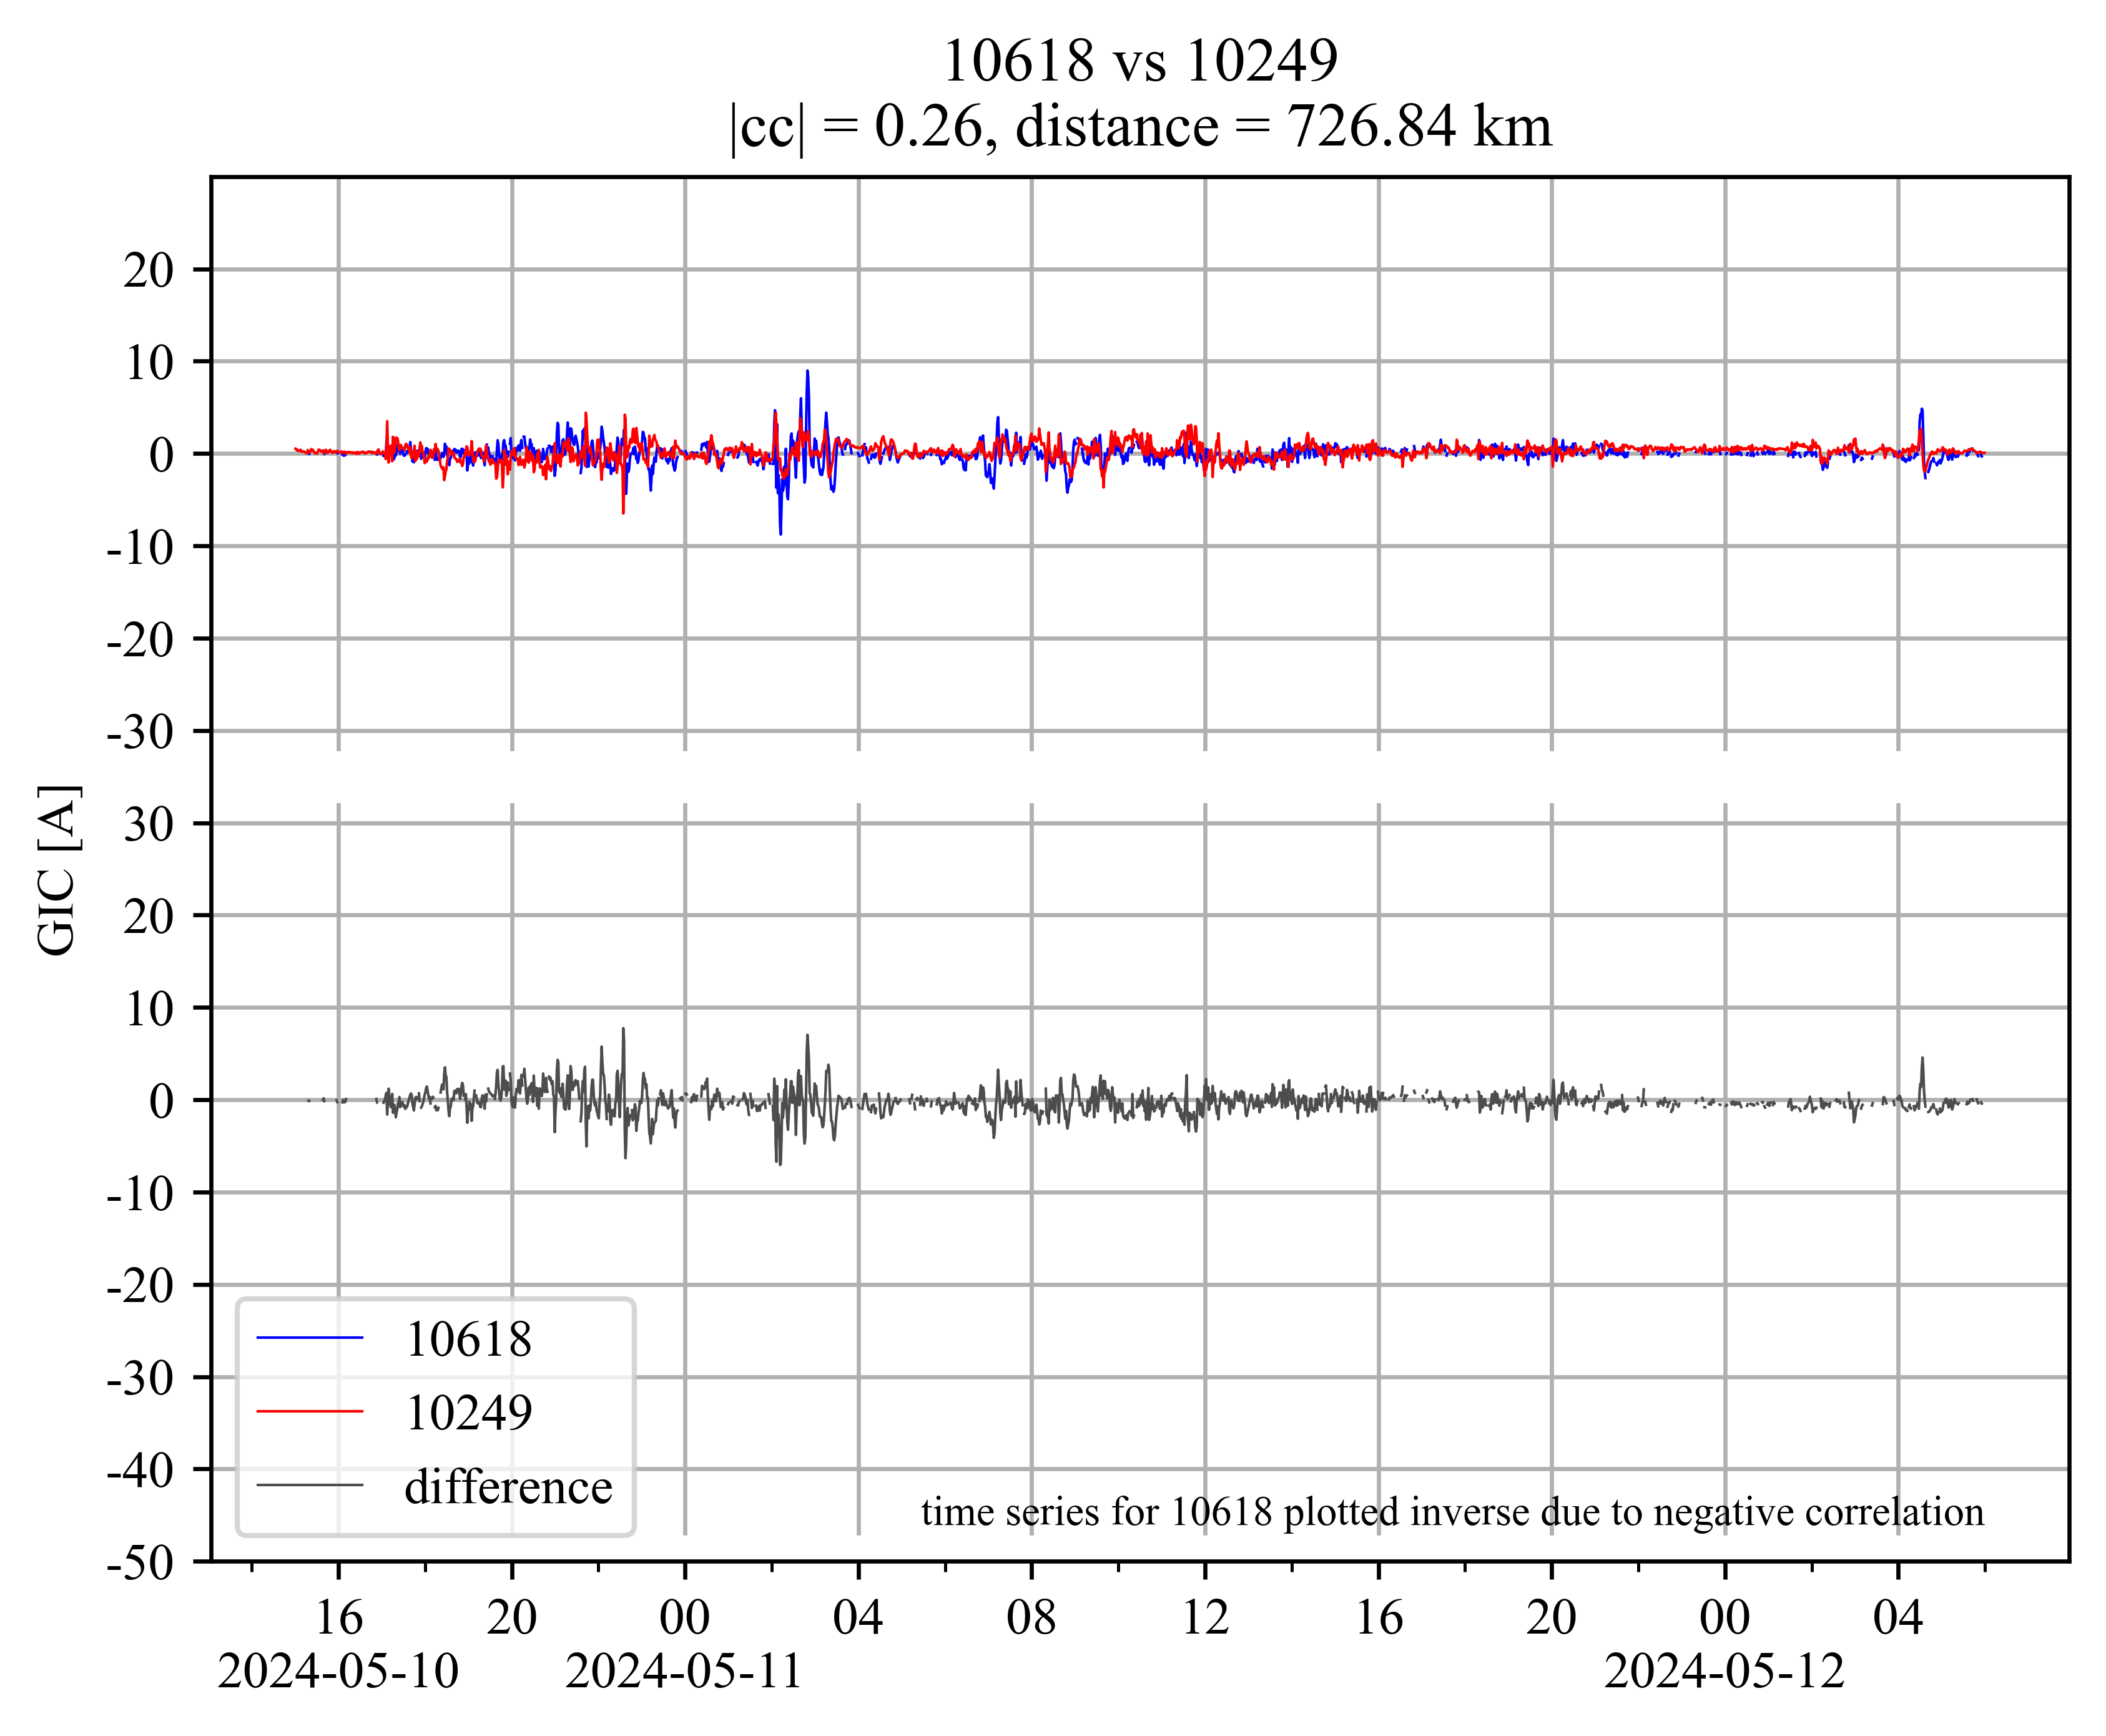 10618 vs 10249
|cc| = 0.26, distance = 726.84 km
20
10
0
-10
-20
-30
30
20
10
0
-10
-20
-30
-40
-50
GIC [A]
10618
10249
difference
time series for 10618 plotted inverse due to negative correlation
16 20 00 04 08 12 16 20 00 04
2024-05-10 2024-05-11 2024-05-12